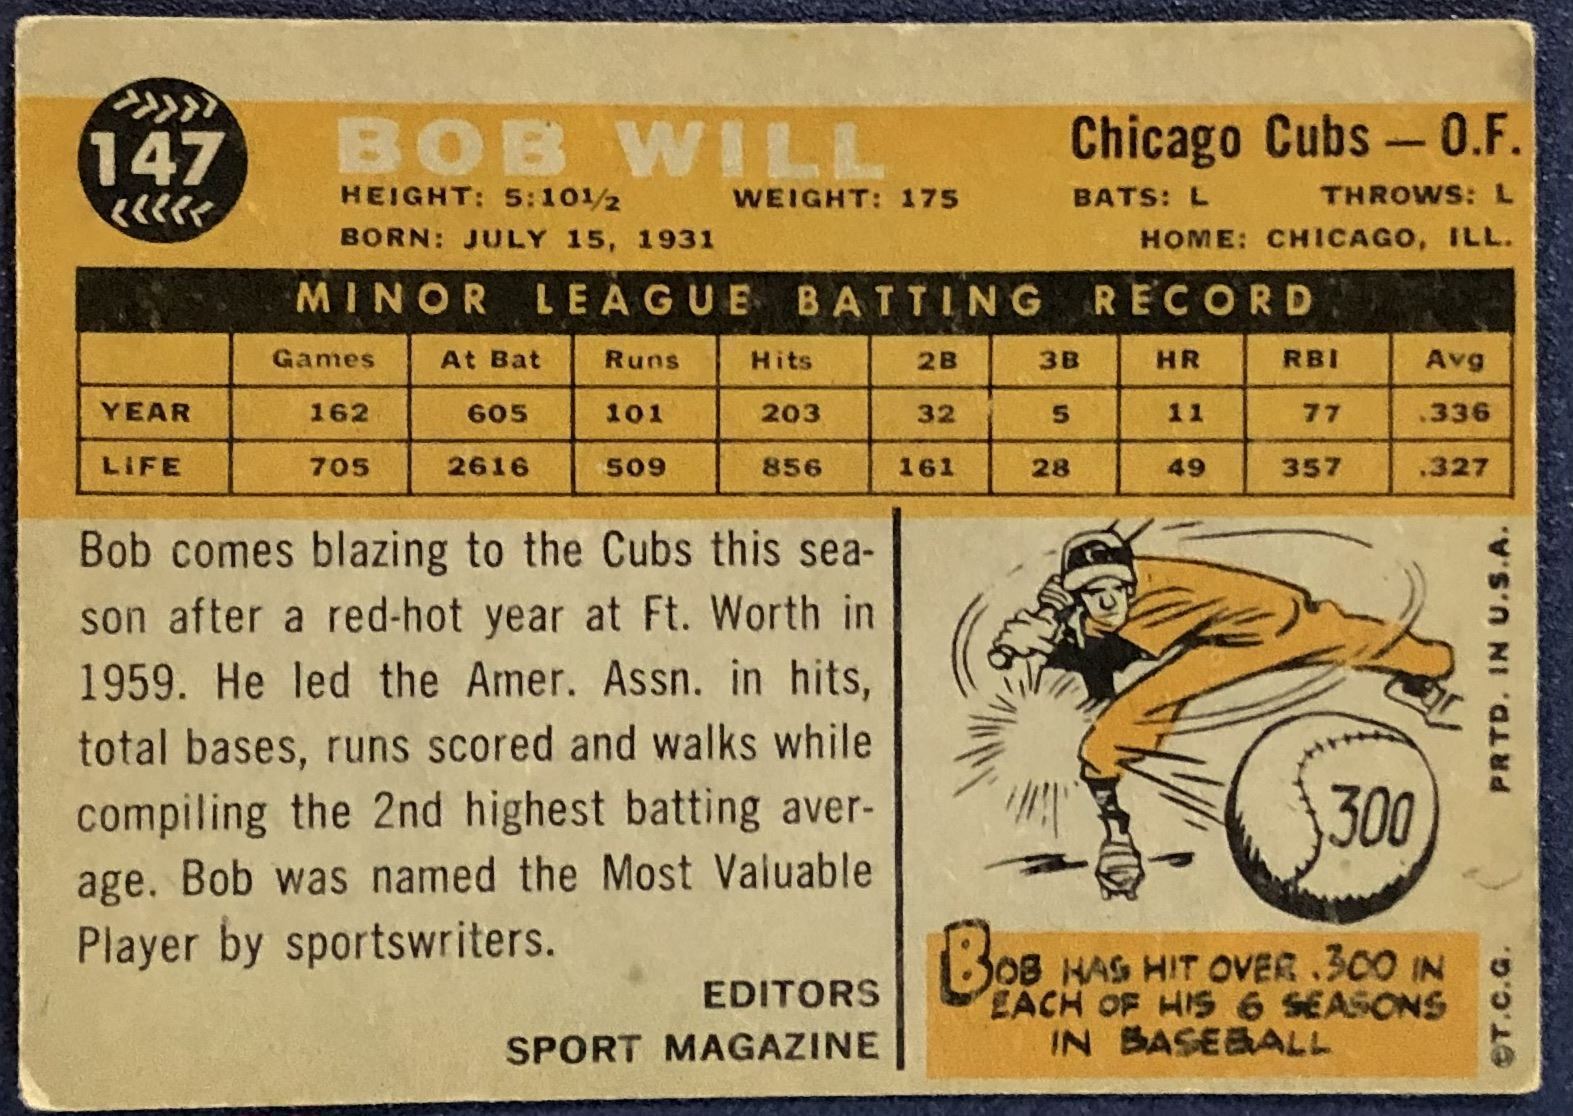 147
BOB WILL
Chicago Cubs — O.F.
HEIGHT: 5:10½ WEIGHT: 175 BATS: L THROWS: L
BORN: JULY 15, 1931 HOME: CHICAGO, ILL.
MINOR LEAGUE BATTING RECORD
Games At Bat Runs Hits 2B 3B HR RBI Avg
YEAR 162 605 101 203 32 5 11 77 .336
LIFE 705 2616 509 856 161 28 49 357 .327
Bob comes blazing to the Cubs this sea-
son after a red-hot year at Ft. Worth in
1959. He led the Amer. Assn. in hits,
total bases, runs scored and walks while
compiling the 2nd highest batting aver-
age. Bob was named the Most Valuable
Player by sportswriters.
EDITORS
SPORT MAGAZINE
300
BOB HAS HIT OVER .300 IN
EACH OF HIS 6 SEASONS
IN BASEBALL
©T.C.G. PRTD. IN U.S.A.